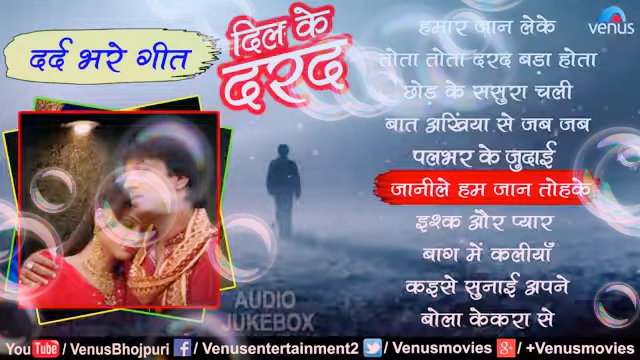 दर्द भरे गीत
दिल के
दरद
venus
हमार जान लेके
तोता तोता दरद बड़ा होता
छोड़ के ससुरा चली
बात अखिंया से जब जब
पलभर के जुदाई
जानीले हम जान तोहके
इश्क और प्यार
बाग में कलीयाँ
कइसे सुनाई अपने
बोला केकरा से
AUDIO
JUKEBOX
You Tube / VenusBhojpuri f / Venusentertainment2 / Venusmovies g+ / +Venusmovies